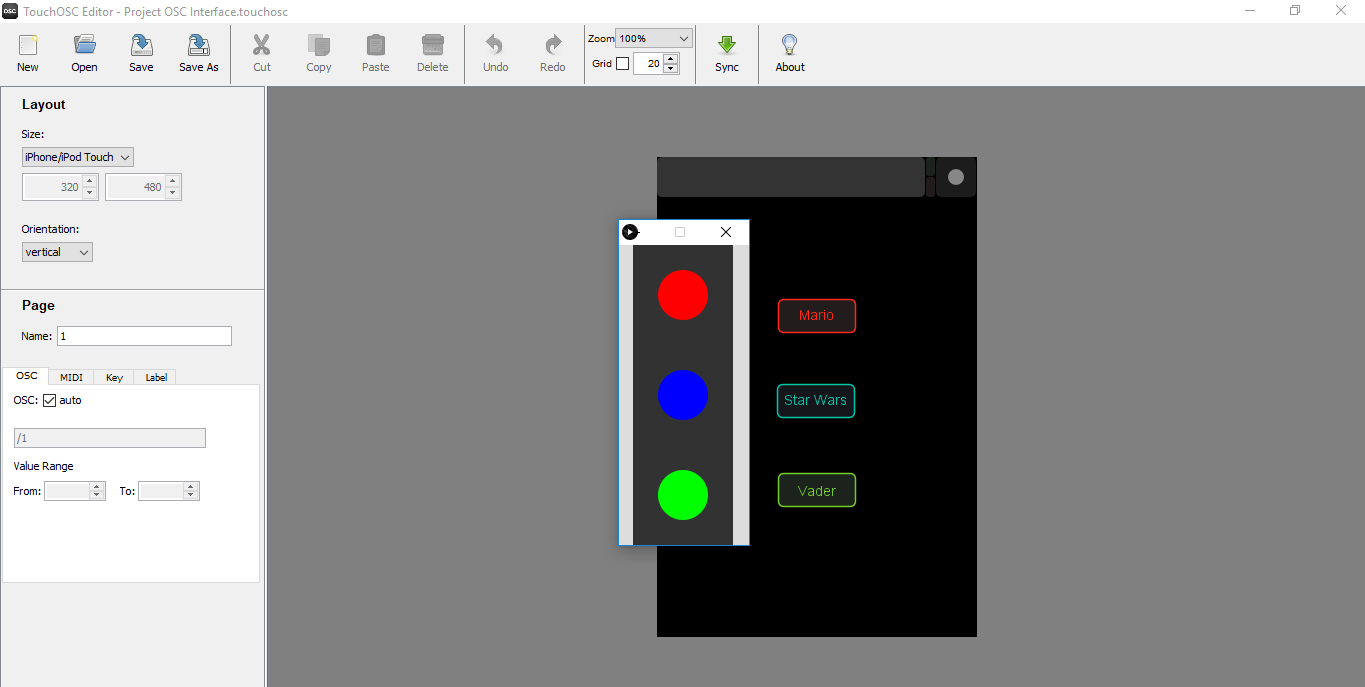 OSC TouchOSC Editor - Project OSC Interface.touchosc
New Open Save Save As Cut Copy Paste Delete Undo Redo Zoom 100% Grid 20 Sync About
Layout
Size:
iPhone/iPod Touch
320 480
Orientation:
vertical
Page
Name: 1
OSC MIDI Key Label
OSC: auto
/1
Value Range
From: To:
Mario
Star Wars
Vader